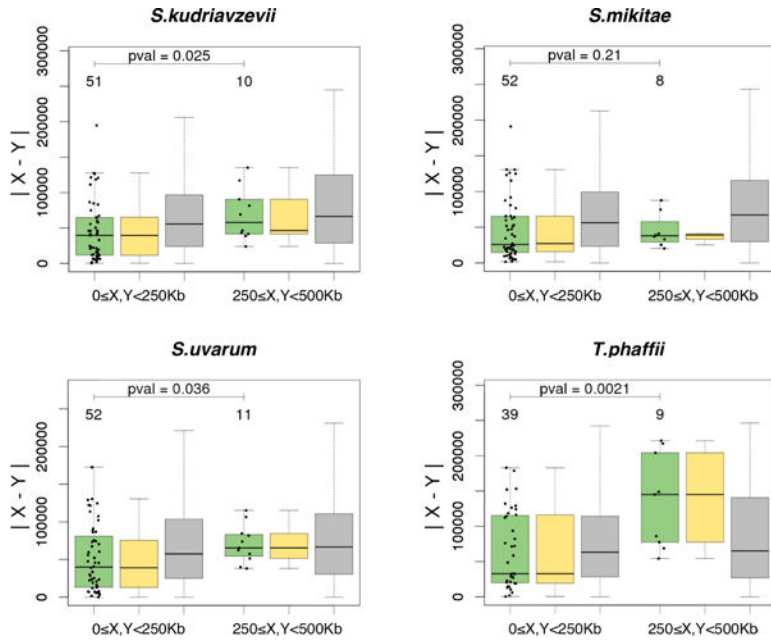 S.kudriavzevii
| X - Y |
300000
200000
100000
0
pval = 0.025
51
10
0≤X,Y<250Kb
250≤X,Y<500Kb
S.mikitae
| X - Y |
300000
200000
100000
0
pval = 0.21
52
8
0≤X,Y<250Kb
250≤X,Y<500Kb
S.uvarum
| X - Y |
200000
100000
0
pval = 0.036
52
11
0≤X,Y<250Kb
250≤X,Y<500Kb
T.phaffii
| X - Y |
300000
200000
100000
0
pval = 0.0021
39
9
0≤X,Y<250Kb
250≤X,Y<500Kb